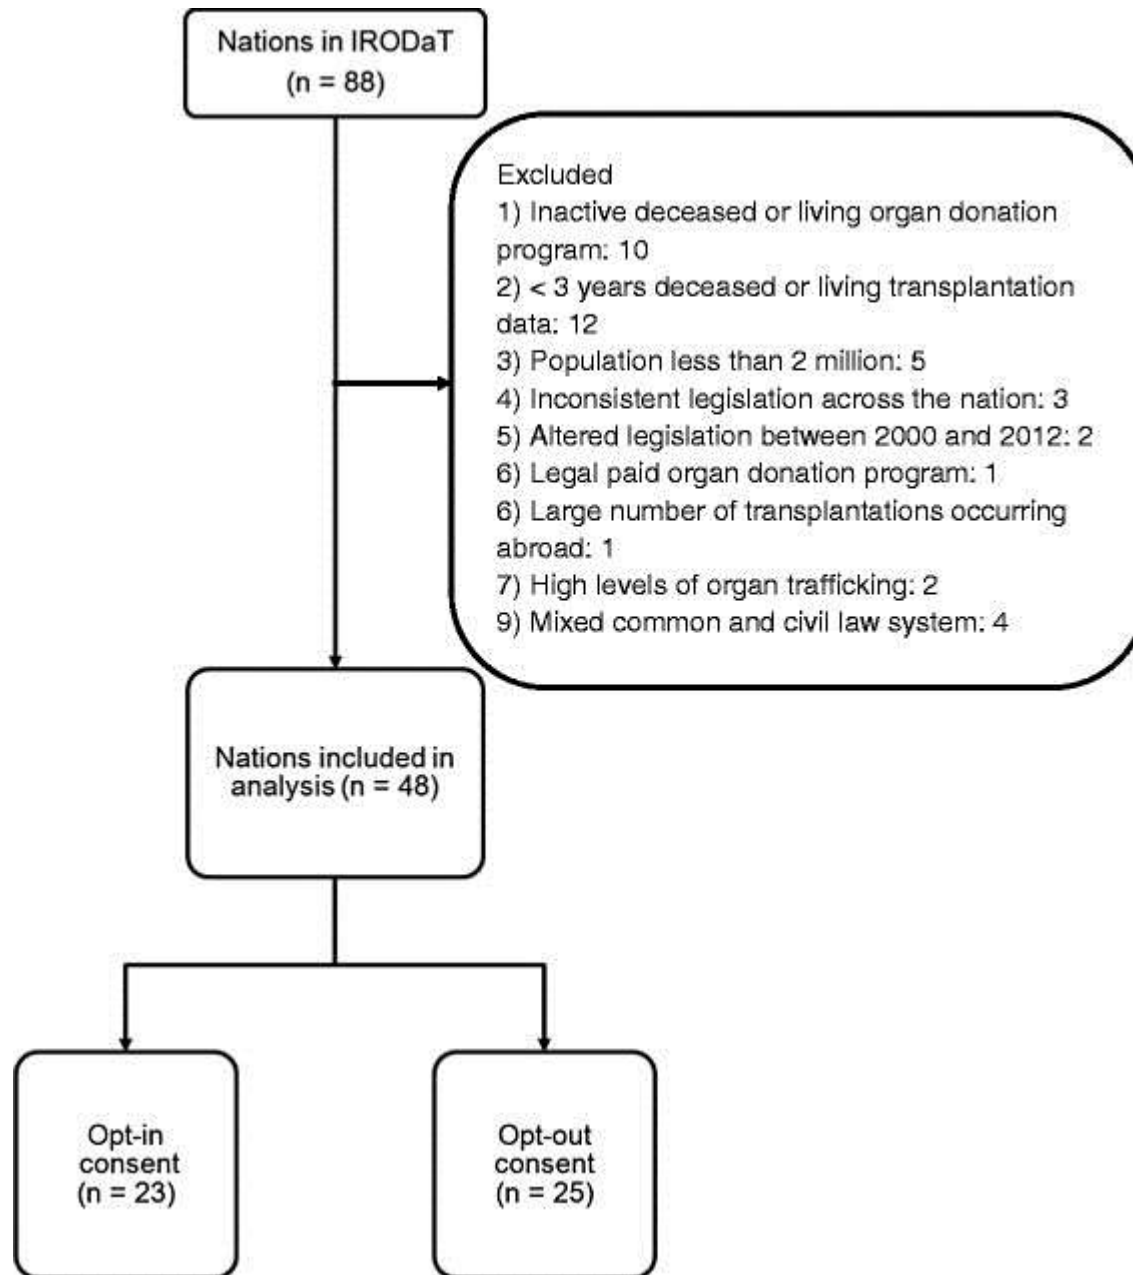 Nations in IRODaT
(n = 88)
Excluded
1) Inactive deceased or living organ donation
program: 10
2) < 3 years deceased or living transplantation
data: 12
3) Population less than 2 million: 5
4) Inconsistent legislation across the nation: 3
5) Altered legislation between 2000 and 2012: 2
6) Legal paid organ donation program: 1
6) Large number of transplantations occurring
abroad: 1
7) High levels of organ trafficking: 2
9) Mixed common and civil law system: 4
Nations included in
analysis (n = 48)
Opt-in
consent
(n = 23)
Opt-out
consent
(n = 25)